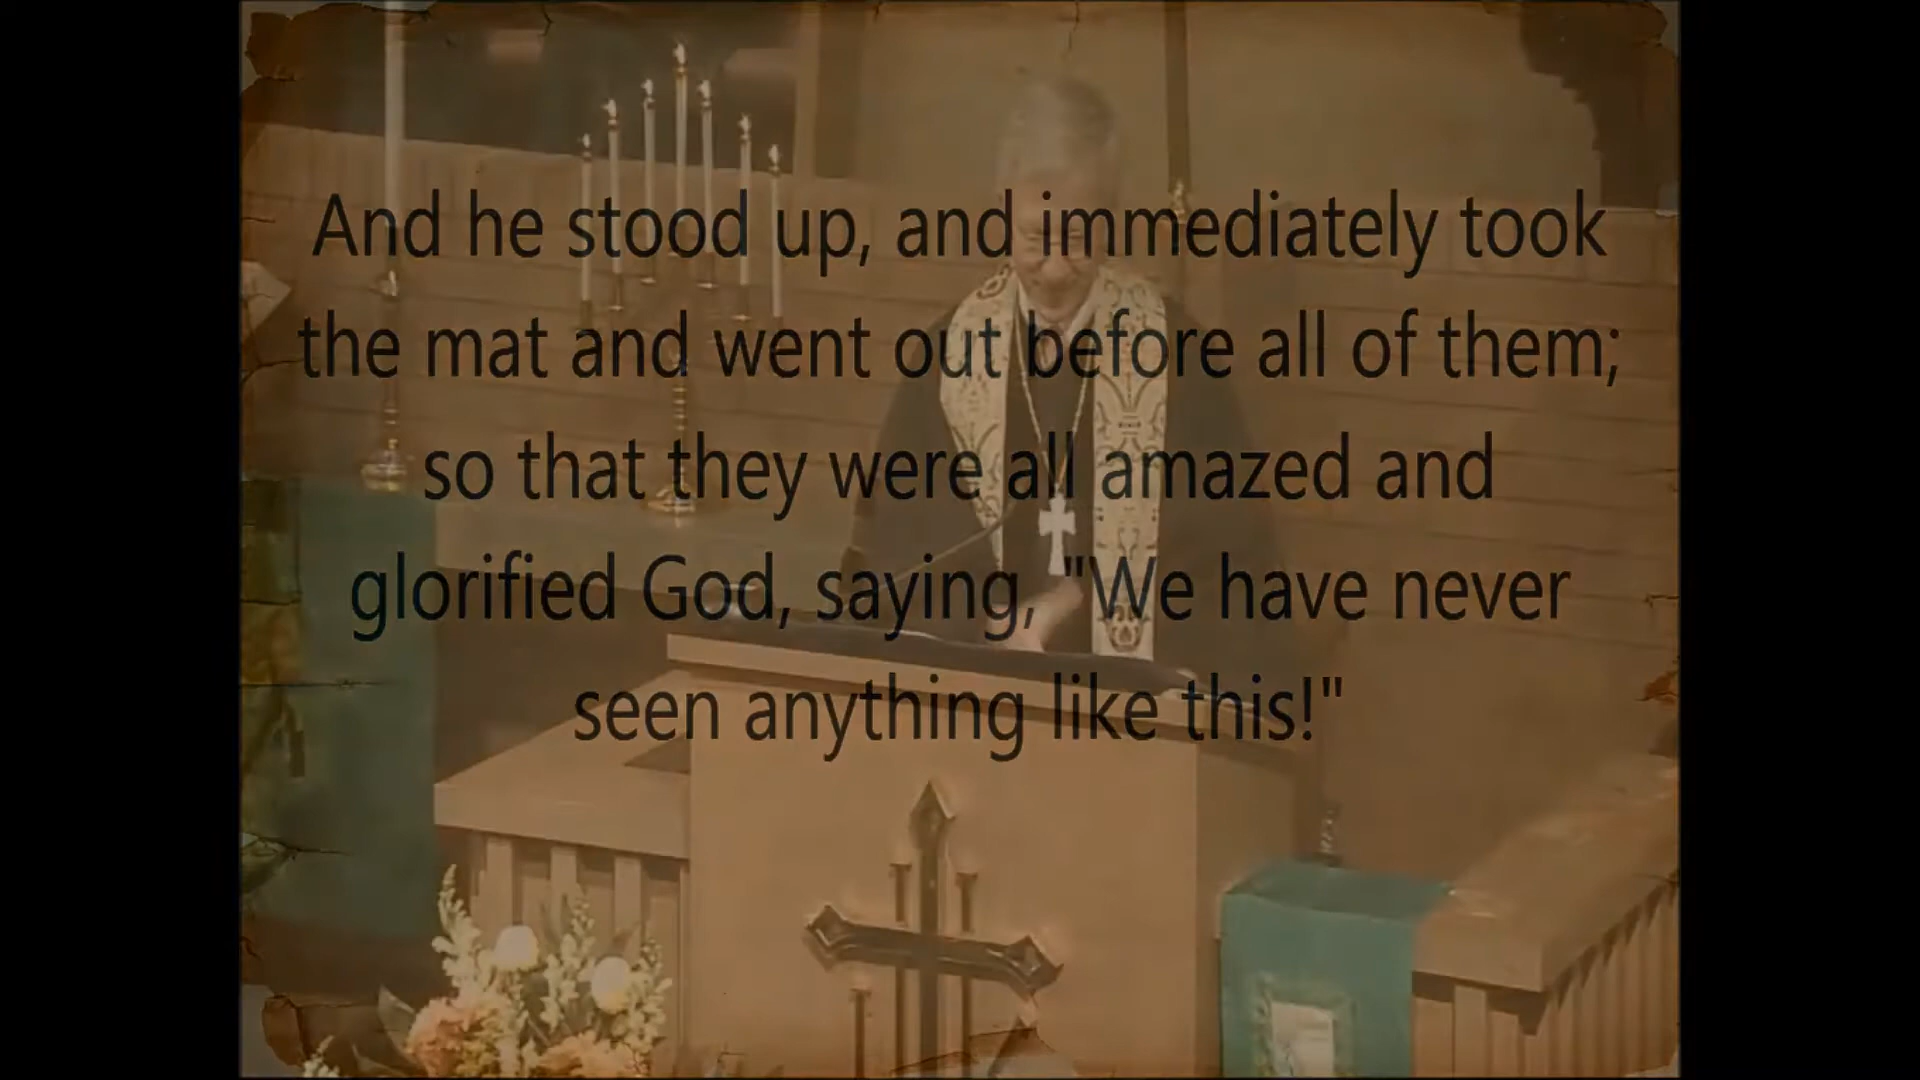 And he stood up, and immediately took
the mat and went out before all of them;
so that they were all amazed and
glorified God, saying, "We have never
seen anything like this!"